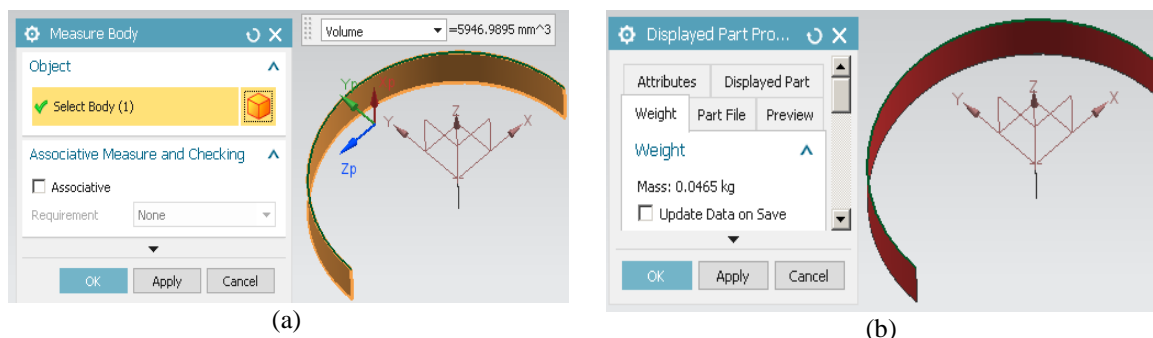 Measure Body
Volume =5946.9895 mm^3
Object
Select Body (1)
Yp
Zp
Z
Y
X
Associative Measure and Checking
Associative
Requirement None
OK Apply Cancel
(a)
Displayed Part Pro...
Attributes Displayed Part
Weight Part File Preview
Weight
Mass: 0.0465 kg
Update Data on Save
OK Apply Cancel
Z
Y
X
(b)